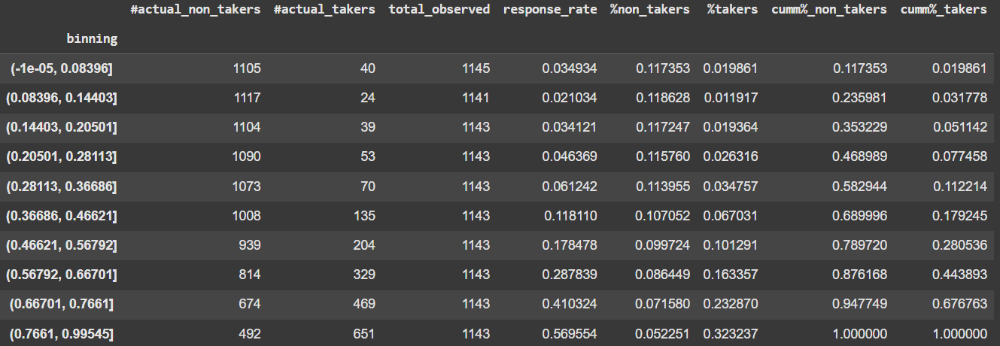 #actual_non_takers #actual_takers total_observed response_rate %non_takers %takers cumm%_non_takers cumm%_takers
binning
(-1e-05, 0.08396] 1105 40 1145 0.034934 0.117353 0.019861 0.117353 0.019861
(0.08396, 0.14403] 1117 24 1141 0.021034 0.118628 0.011917 0.235981 0.031778
(0.14403, 0.20501] 1104 39 1143 0.034121 0.117247 0.019364 0.353229 0.051142
(0.20501, 0.28113] 1090 53 1143 0.046369 0.115760 0.026316 0.468989 0.077458
(0.28113, 0.36686] 1073 70 1143 0.061242 0.113955 0.034757 0.582944 0.112214
(0.36686, 0.46621] 1008 135 1143 0.118110 0.107052 0.067031 0.689996 0.179245
(0.46621, 0.56792] 939 204 1143 0.178478 0.099724 0.101291 0.789720 0.280536
(0.56792, 0.66701] 814 329 1143 0.287839 0.086449 0.163357 0.876168 0.443893
(0.66701, 0.7661] 674 469 1143 0.410324 0.071580 0.232870 0.947749 0.676763
(0.7661, 0.99545] 492 651 1143 0.569554 0.052251 0.323237 1.000000 1.000000